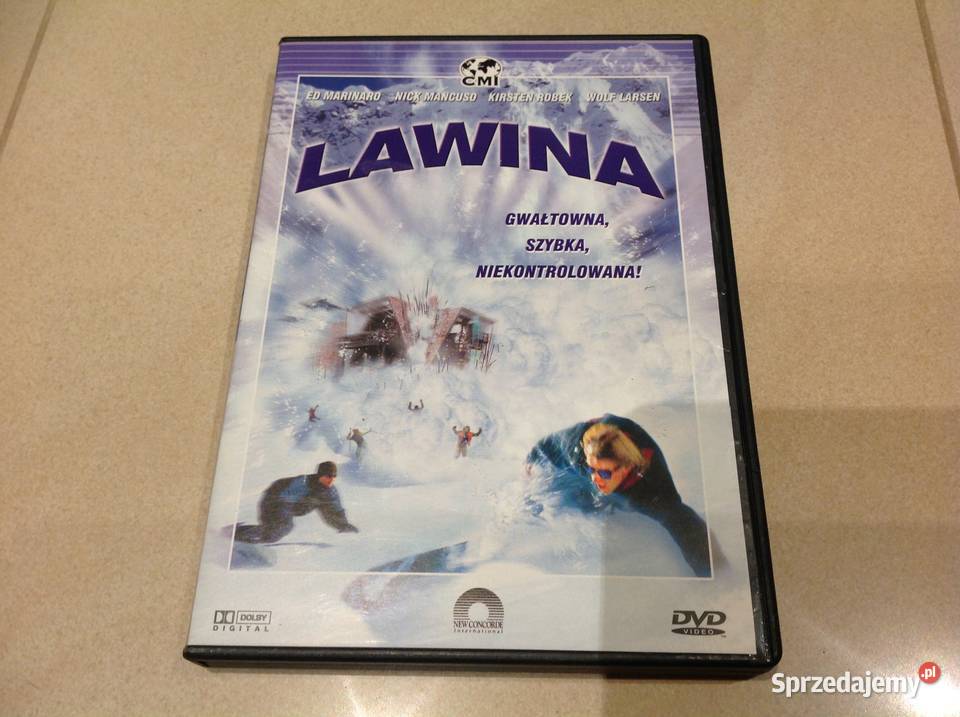 CMI
ED MARINARO NICK MANCUSO KIRSTEN ROBEK WOLF LARSEN
LAWINA
GWAŁTOWNA,
SZYBKA,
NIEKONTROLOWANA!
DOLBY
DIGITAL
NEW CONCORDE
International
DVD
VIDEO
Sprzedajemy.pl